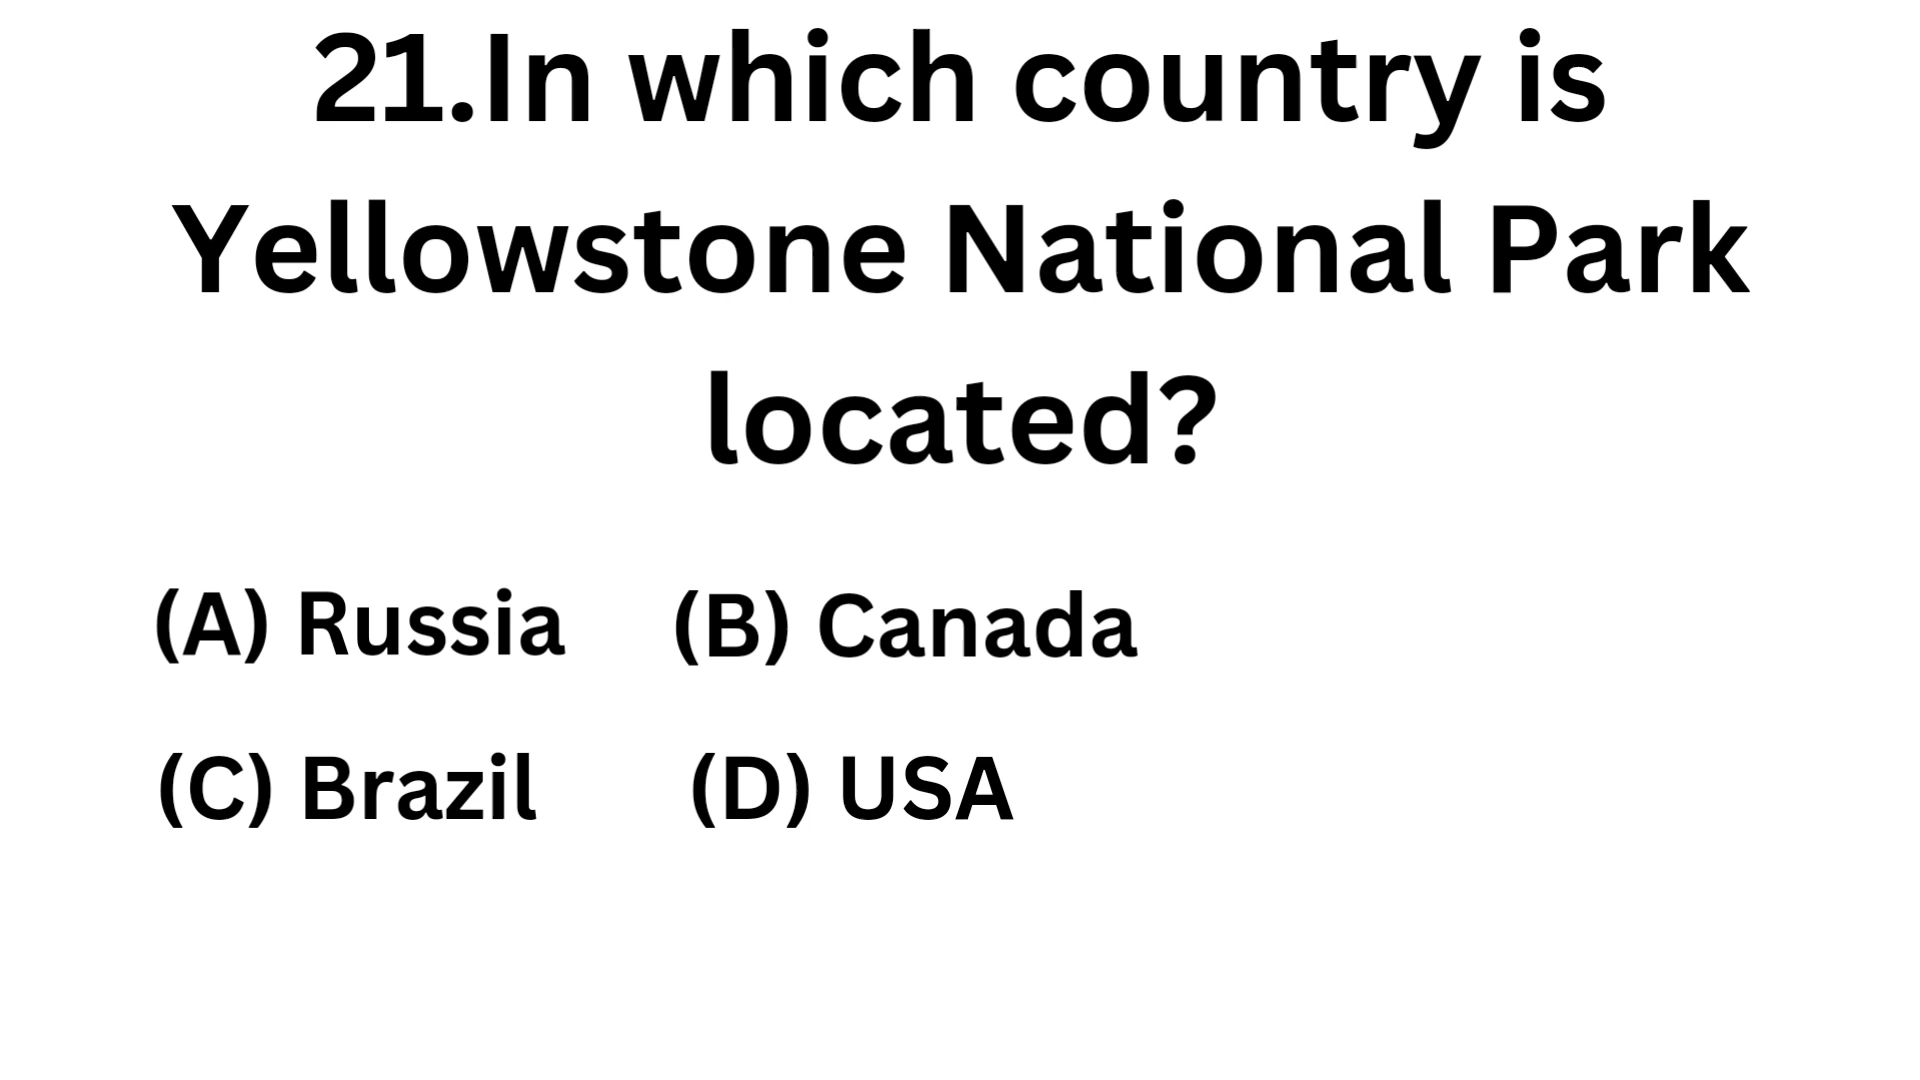 21.In which country is
Yellowstone National Park
located?
(A) Russia (B) Canada
(C) Brazil (D) USA